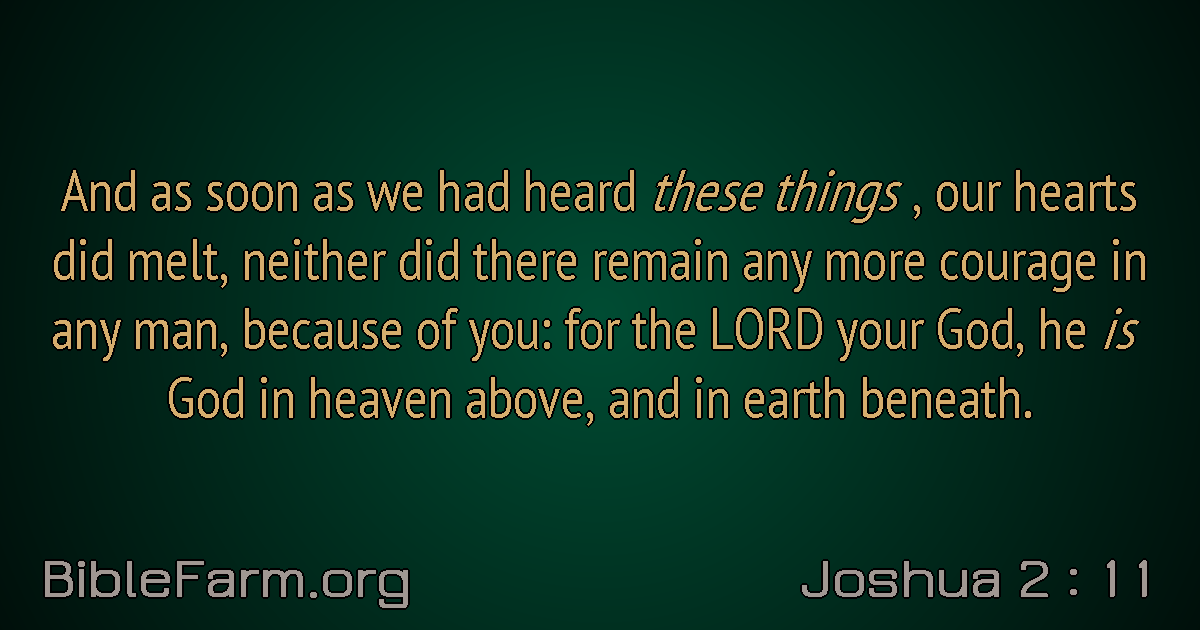 And as soon as we had heard these things , our hearts
did melt, neither did there remain any more courage in
any man, because of you: for the LORD your God, he is
God in heaven above, and in earth beneath.
BibleFarm.org
Joshua 2 : 11